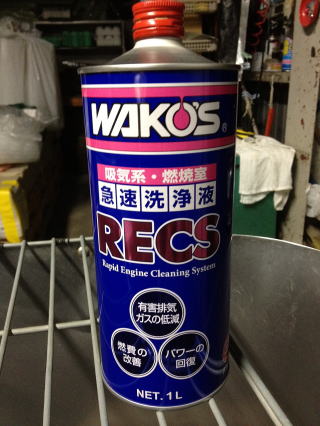 WAKO'S®
吸気系・燃焼室
急速洗浄液
RECS
Rapid Engine Cleaning System
有害排気
ガスの低減
燃費の
改善
パワーの
回復
NET. 1L